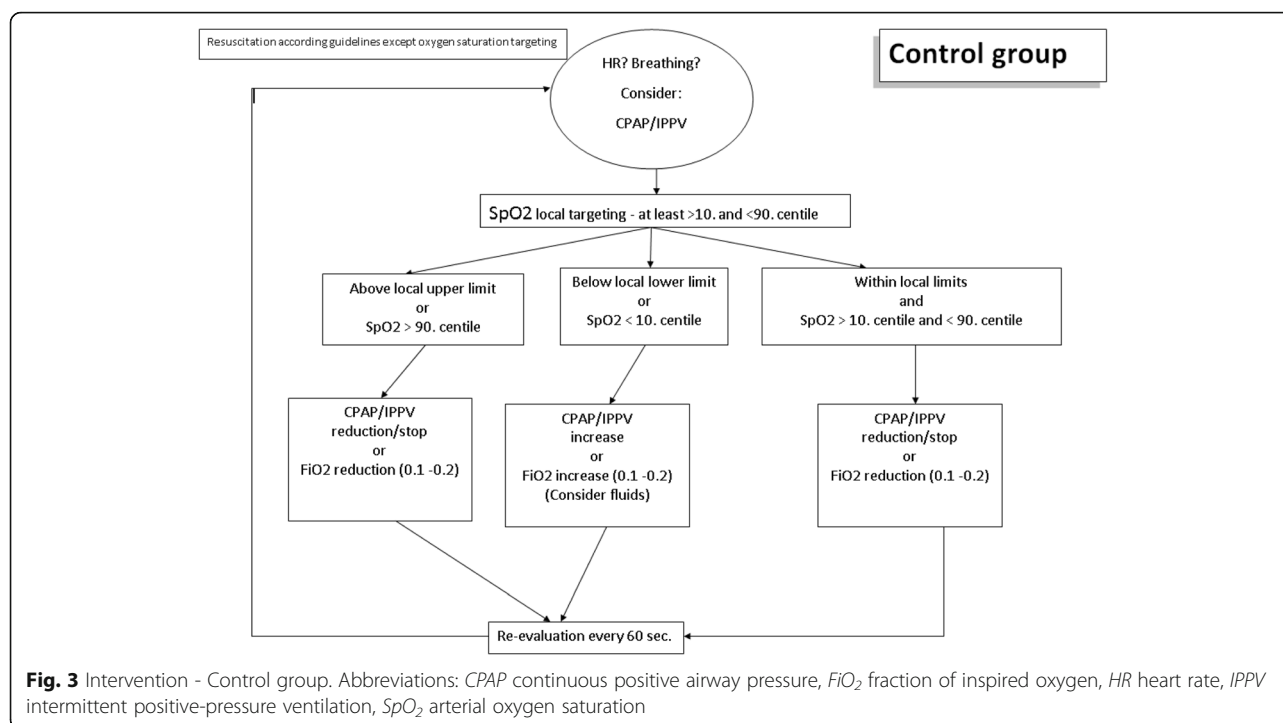 Resuscitation according guidelines except oxygen saturation targeting
Control group
HR? Breathing?
Consider:
CPAP/IPPV
SpO2 local targeting - at least >10. and <90. centile
Above local upper limit
or
SpO2 > 90. centile
Below local lower limit
or
SpO2 < 10. centile
Within local limits
and
SpO2 > 10. centile and < 90. centile
CPAP/IPPV
reduction/stop
or
FiO2 reduction (0.1 -0.2)
CPAP/IPPV
increase
or
FiO2 increase (0.1 -0.2)
(Consider fluids)
CPAP/IPPV
reduction/stop
or
FiO2 reduction (0.1 -0.2)
Re-evaluation every 60 sec.
Fig. 3 Intervention - Control group. Abbreviations: CPAP continuous positive airway pressure, FiO2 fraction of inspired oxygen, HR heart rate, IPPV
intermittent positive-pressure ventilation, SpO2 arterial oxygen saturation